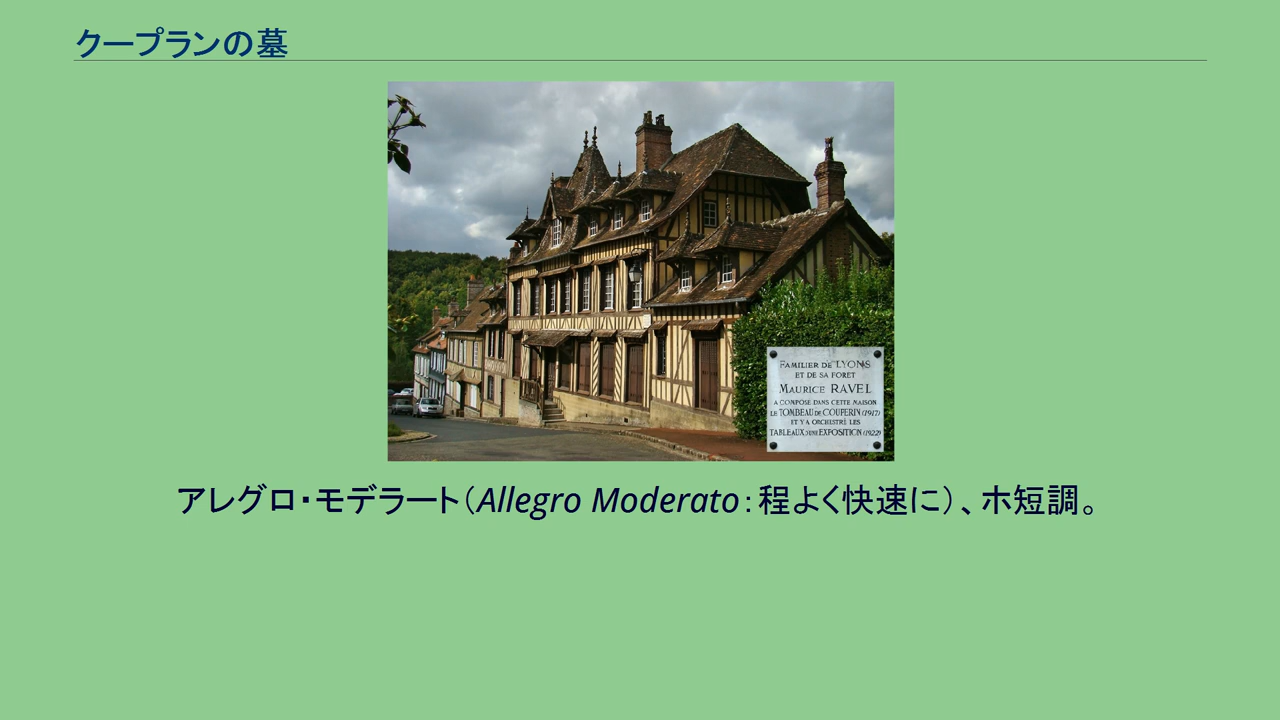 クープランの墓
FAMILIER DE LYONS
ET DE SA FORET
MAURICE RAVEL
A COMPOSÉ DANS CETTE MAISON
LE TOMBEAU DE COUPERIN (1917)
ET Y A ORCHESTRÉ LES
TABLEAUX D'UNE EXPOSITION (1922)
アレグロ・モデラート(Allegro Moderato:程よく快速に)、ホ短調。